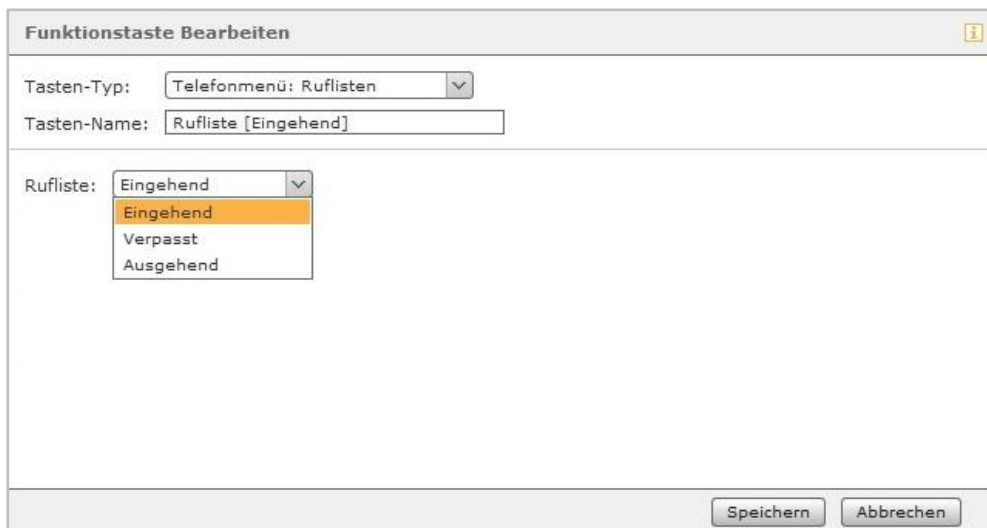 Funktionstaste Bearbeiten
Tasten-Typ: Telefonmenü: Ruflisten
Tasten-Name: Rufliste [Eingehend]
Rufliste: Eingehend
Eingehend
Verpasst
Ausgehend
Speichern Abbrechen